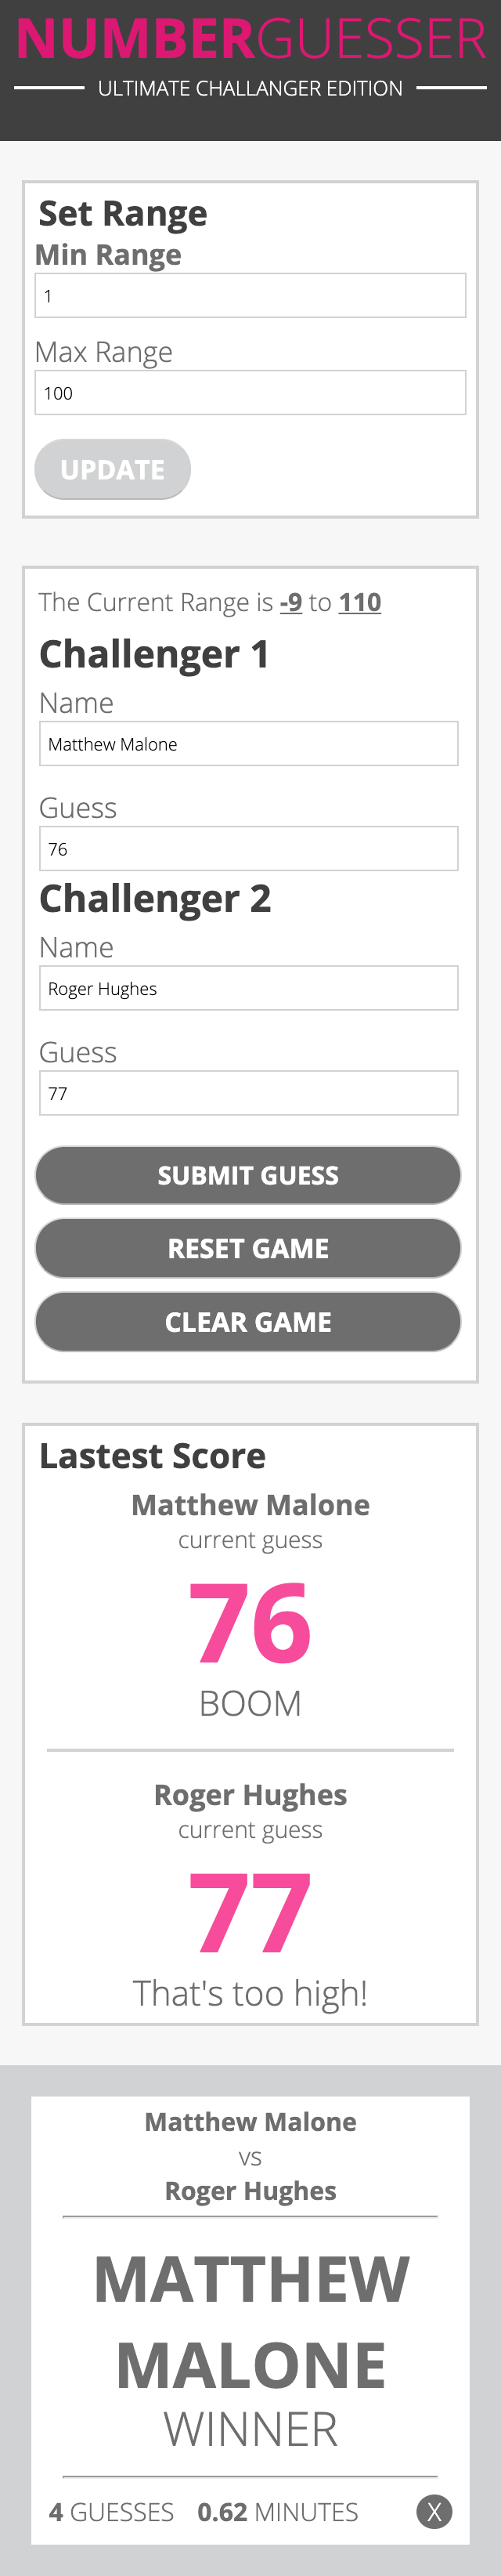 NUMBERGUESSER
ULTIMATE CHALLANGER EDITION
Set Range
Min Range
1
Max Range
100
UPDATE
The Current Range is -9 to 110
Challenger 1
Name
Matthew Malone
Guess
76
Challenger 2
Name
Roger Hughes
Guess
77
SUBMIT GUESS
RESET GAME
CLEAR GAME
Lastest Score
Matthew Malone
current guess
76
BOOM
Roger Hughes
current guess
77
That's too high!
Matthew Malone
vs
Roger Hughes
MATTHEW
MALONE
WINNER
4 GUESSES 0.62 MINUTES X